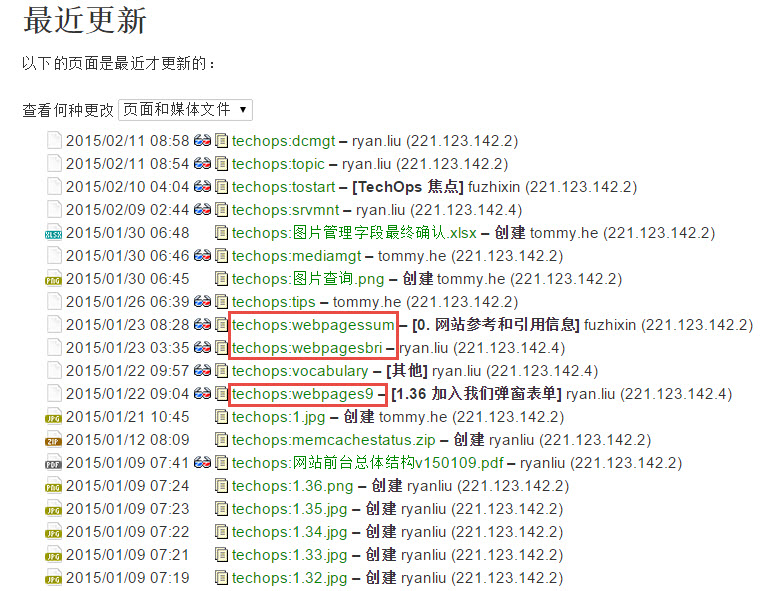 最近更新
以下的页面是最近才更新的：
查看何种更改 页面和媒体文件
2015/02/11 08:58 techops:dcmgt – ryan.liu (221.123.142.2)
2015/02/11 08:54 techops:topic – ryan.liu (221.123.142.2)
2015/02/10 04:04 techops:tostart – [TechOps 焦点] fuzhixin (221.123.142.2)
2015/02/09 02:44 techops:srvmnt – ryan.liu (221.123.142.4)
XLSX 2015/01/30 06:48 techops:图片管理字段最终确认.xlsx – 创建 tommy.he (221.123.142.2)
2015/01/30 06:46 techops:mediamgt – tommy.he (221.123.142.2)
PNG 2015/01/30 06:45 techops:图片查询.png – 创建 tommy.he (221.123.142.2)
2015/01/26 06:39 techops:tips – tommy.he (221.123.142.2)
2015/01/23 08:28 techops:webpagessum – [0. 网站参考和引用信息] fuzhixin (221.123.142.2)
2015/01/23 03:35 techops:webpagesbri – ryan.liu (221.123.142.4)
2015/01/22 09:57 techops:vocabulary – [其他] ryan.liu (221.123.142.4)
2015/01/22 09:04 techops:webpages9 – [1.36 加入我们弹窗表单] ryan.liu (221.123.142.4)
JPG 2015/01/21 10:45 techops:1.jpg – 创建 tommy.he (221.123.142.2)
ZIP 2015/01/12 08:09 techops:memcachestatus.zip – 创建 ryanliu (221.123.142.2)
PDF 2015/01/09 07:41 techops:网站前台总体结构v150109.pdf – ryanliu (221.123.142.2)
PNG 2015/01/09 07:24 techops:1.36.png – 创建 ryanliu (221.123.142.2)
JPG 2015/01/09 07:23 techops:1.35.jpg – 创建 ryanliu (221.123.142.2)
JPG 2015/01/09 07:22 techops:1.34.jpg – 创建 ryanliu (221.123.142.2)
JPG 2015/01/09 07:21 techops:1.33.jpg – 创建 ryanliu (221.123.142.2)
JPG 2015/01/09 07:19 techops:1.32.jpg – 创建 ryanliu (221.123.142.2)